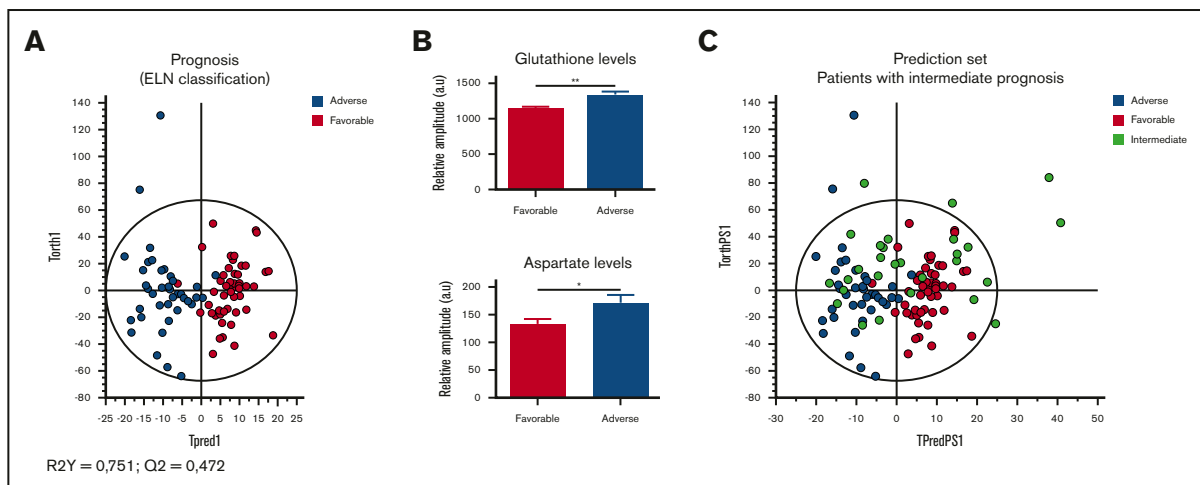 A
Prognosis
(ELN classification)
Adverse
Favorable
Torth1
140
120
100
80
60
40
20
0
-20
-40
-60
-80
-25 -20 -15 -10 -5 0 5 10 15 20 25
Tpred1
R2Y = 0,751; Q2 = 0,472
B
Glutathione levels
Relative amplitude (a.u)
1500
1000
500
0
**
Favorable Adverse
Aspartate levels
Relative amplitude (a.u)
200
150
100
50
0
*
Favorable Adverse
C
Prediction set
Patients with intermediate prognosis
Adverse
Favorable
Intermediate
TorthPS1
140
120
100
80
60
40
20
0
-20
-40
-60
-80
-30 -20 -10 0 10 20 30 40 50
TPredPS1